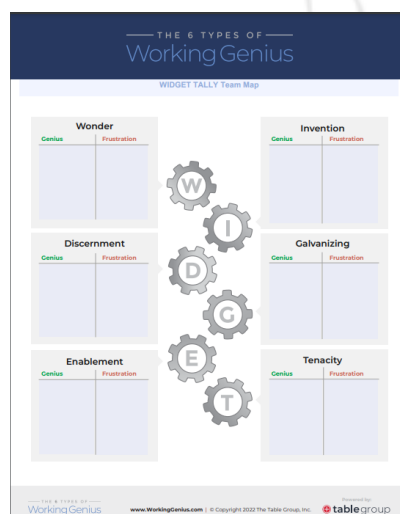 THE 6 TYPES OF
Working Genius
WIDGET TALLY Team Map
Wonder
Genius Frustration
Invention
Genius Frustration
W
I
Discernment
Genius Frustration
Galvanizing
Genius Frustration
D
G
Enablement
Genius Frustration
Tenacity
Genius Frustration
E
T
THE 6 TYPES OF
Working Genius
www.WorkingGenius.com | © Copyright 2022 The Table Group, Inc.
Powered by:
tablegroup